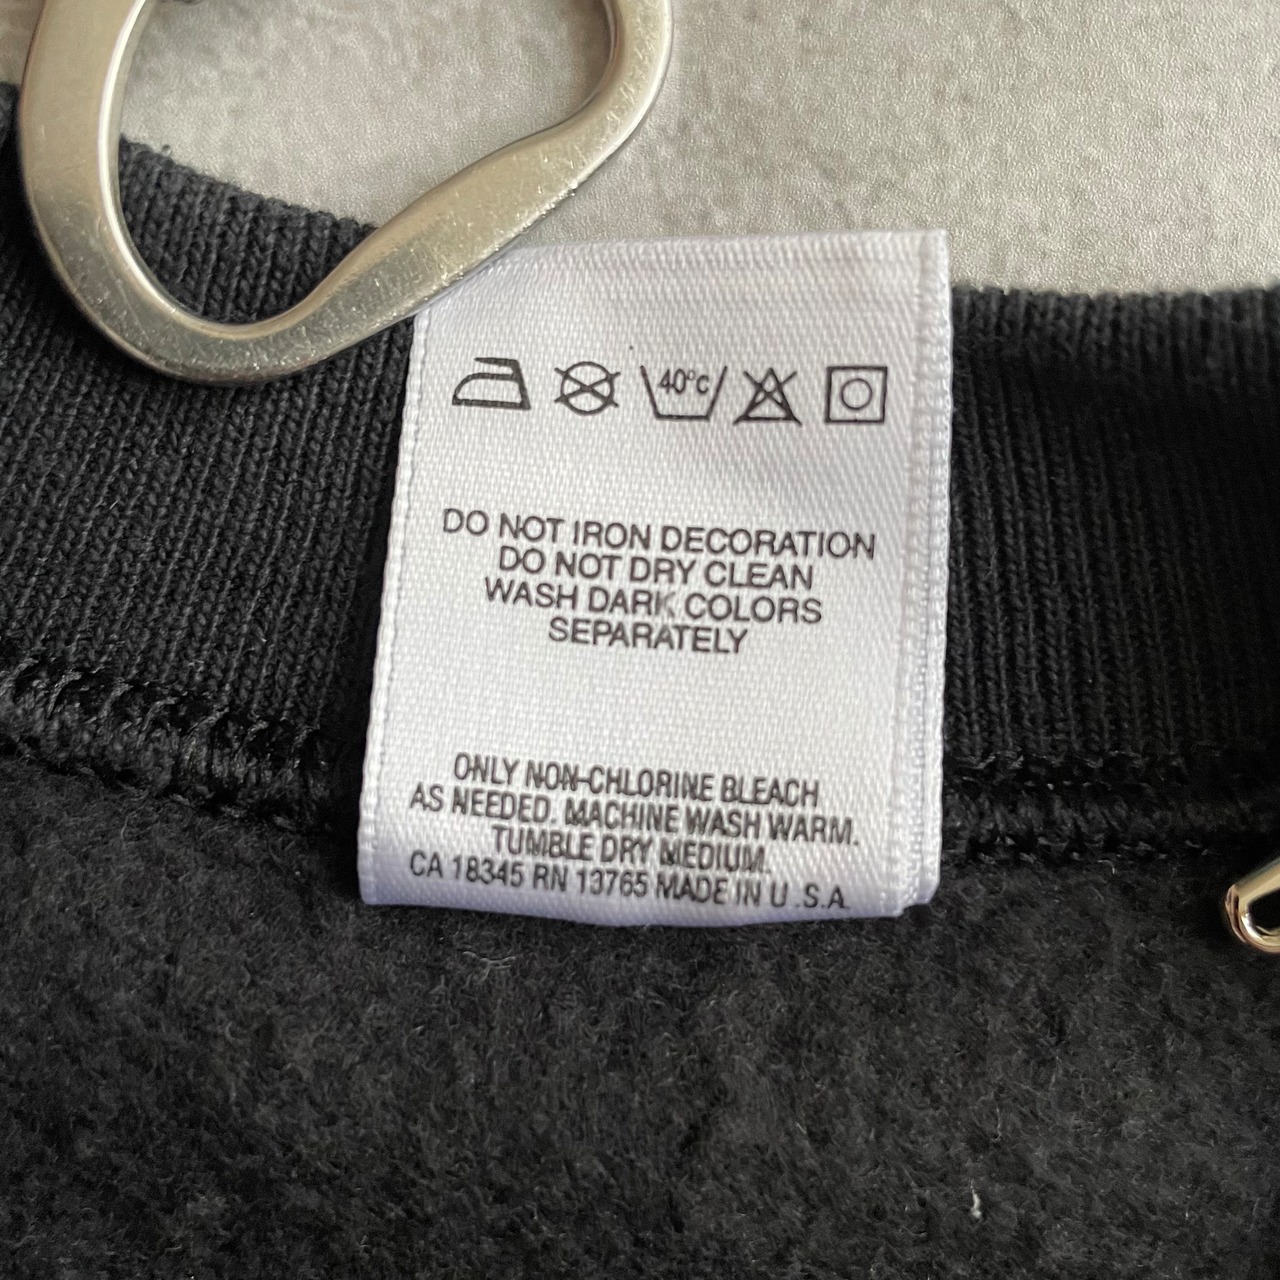 40°c
DO NOT IRON DECORATION
DO NOT DRY CLEAN
WASH DARK COLORS
SEPARATELY
ONLY NON-CHLORINE BLEACH
AS NEEDED. MACHINE WASH WARM.
TUMBLE DRY MEDIUM.
CA 18345 RN 13765 MADE IN U.S.A.